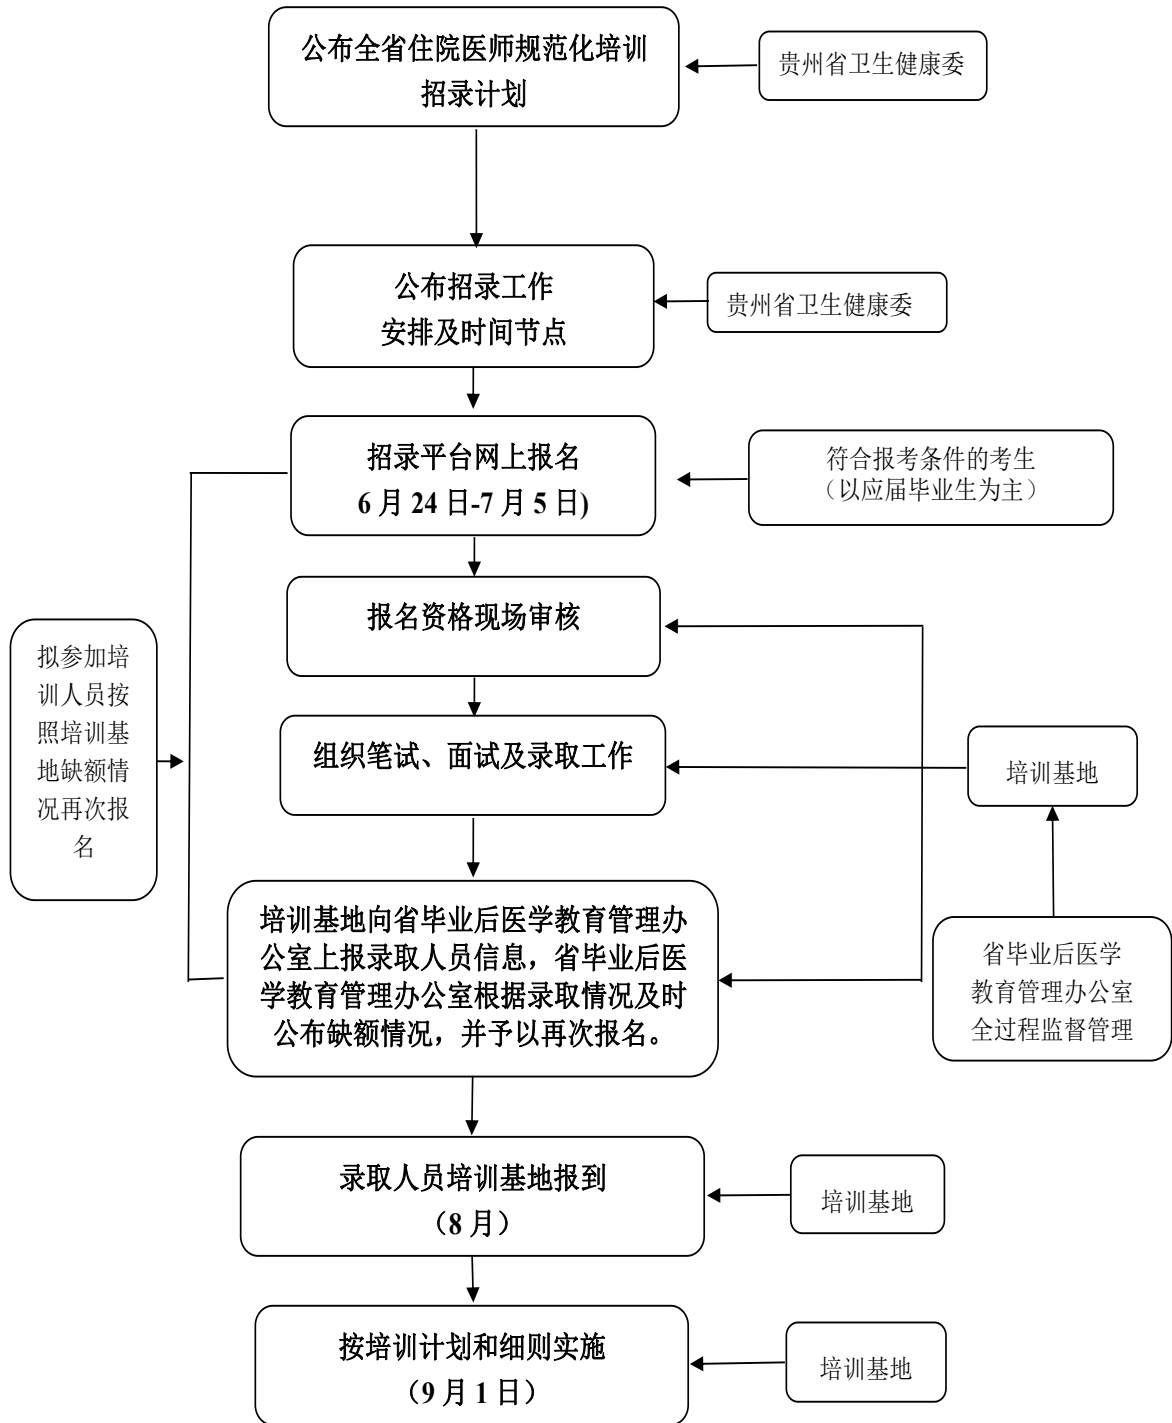 公布全省住院医师规范化培训
招录计划
贵州省卫生健康委
公布招录工作
安排及时间节点
贵州省卫生健康委
招录平台网上报名
6月24日-7月5日)
符合报考条件的考生
（以应届毕业生为主）
报名资格现场审核
拟参加培
训人员按
照培训基
地缺额情
况再次报
名
组织笔试、面试及录取工作
培训基地
培训基地向省毕业后医学教育管理办
公室上报录取人员信息，省毕业后医
学教育管理办公室根据录取情况及时
公布缺额情况，并予以再次报名。
省毕业后医学
教育管理办公室
全过程监督管理
录取人员培训基地报到
（8月）
培训基地
按培训计划和细则实施
（9月1日）
培训基地